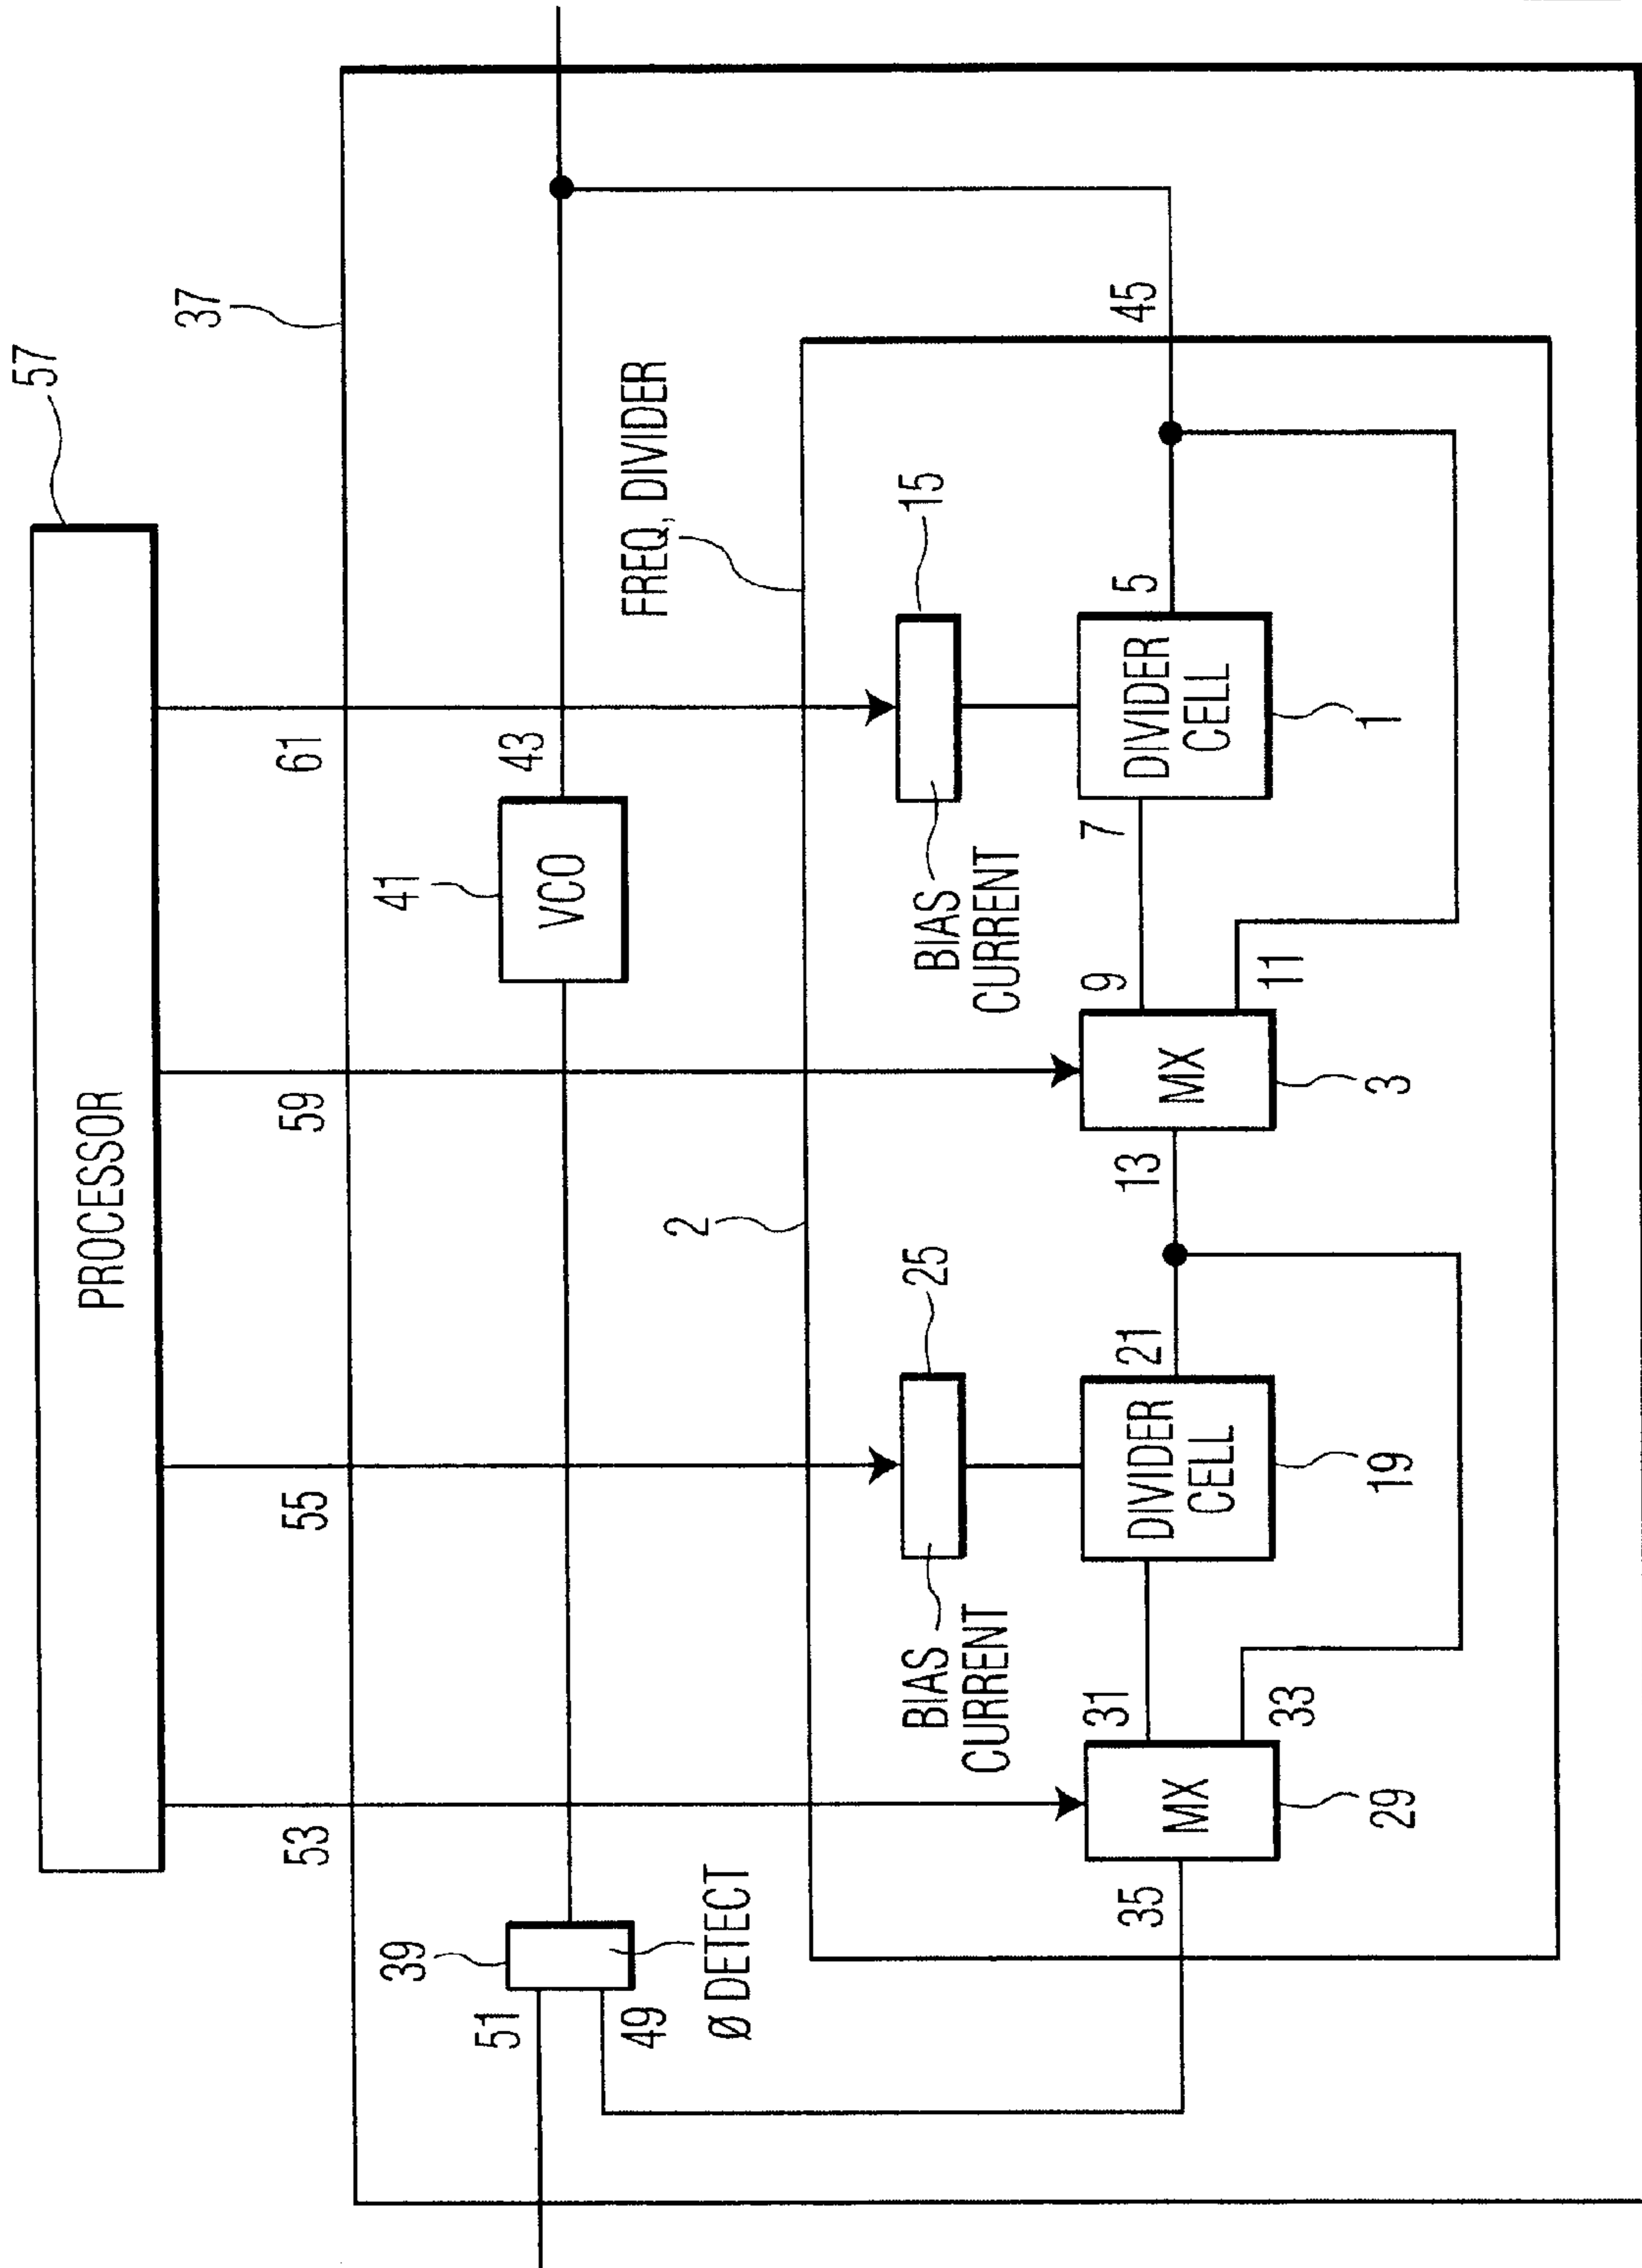 57
PROCESSOR
37
53
55
59
61
39
41
51
43
VCO
49
FREQ, DIVIDER
2
Ø DETECT
25
15
BIAS
CURRENT
BIAS
CURRENT
35
31
21
13
9
7
5
45
MX
DIVIDER
CELL
MX
DIVIDER
CELL
33
11
29
19
3
1